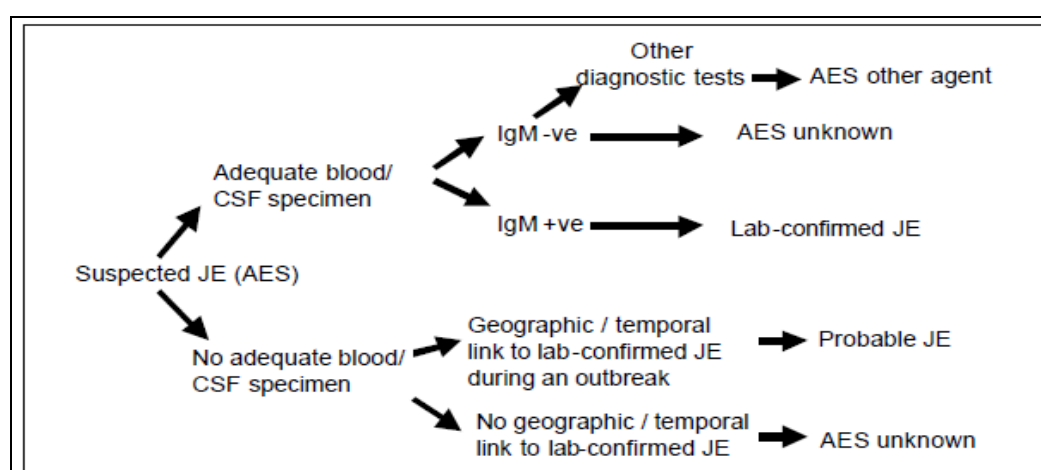 Other
diagnostic tests
AES other agent
IgM -ve
AES unknown
Adequate blood/
CSF specimen
IgM +ve
Lab-confirmed JE
Suspected JE (AES)
Geographic / temporal
link to lab-confirmed JE
during an outbreak
Probable JE
No adequate blood/
CSF specimen
No geographic / temporal
link to lab-confirmed JE
AES unknown